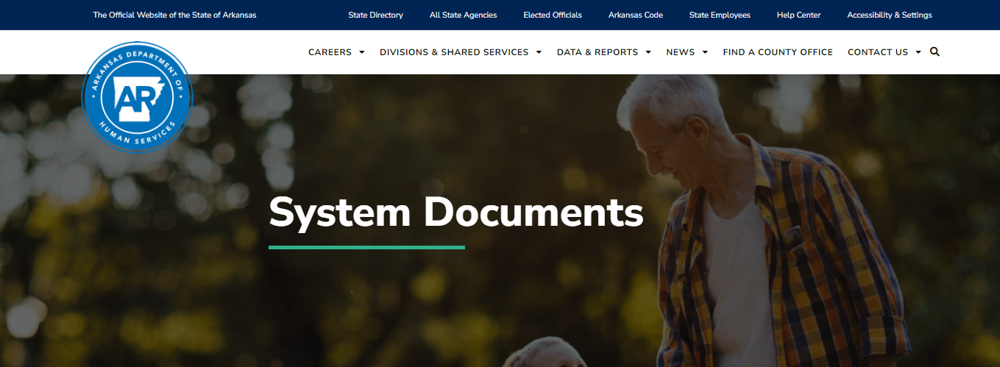 The Official Website of the State of Arkansas State Directory All State Agencies Elected Officials Arkansas Code State Employees Help Center Accessibility & Settings
CAREERS DIVISIONS & SHARED SERVICES DATA & REPORTS NEWS FIND A COUNTY OFFICE CONTACT US
ARKANSAS DEPARTMENT OF
AR
HUMAN SERVICES
System Documents